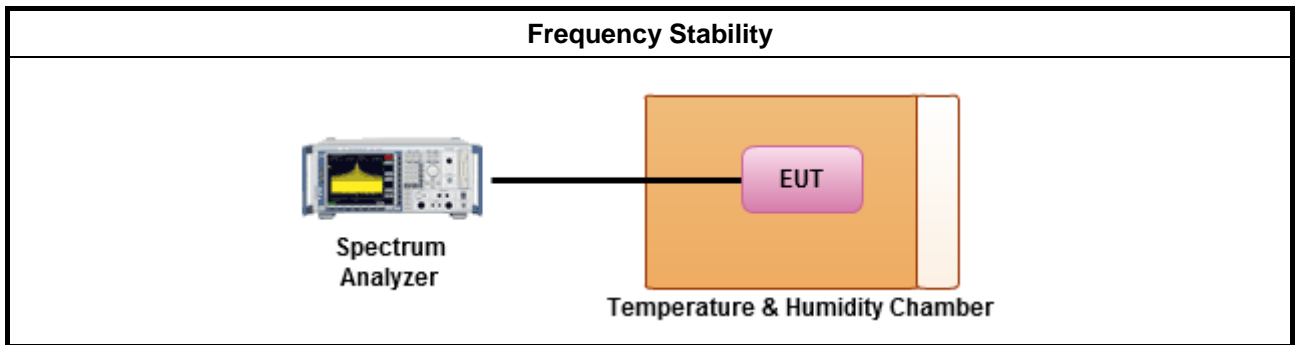 Frequency Stability
EUT
Spectrum
Analyzer
Temperature & Humidity Chamber